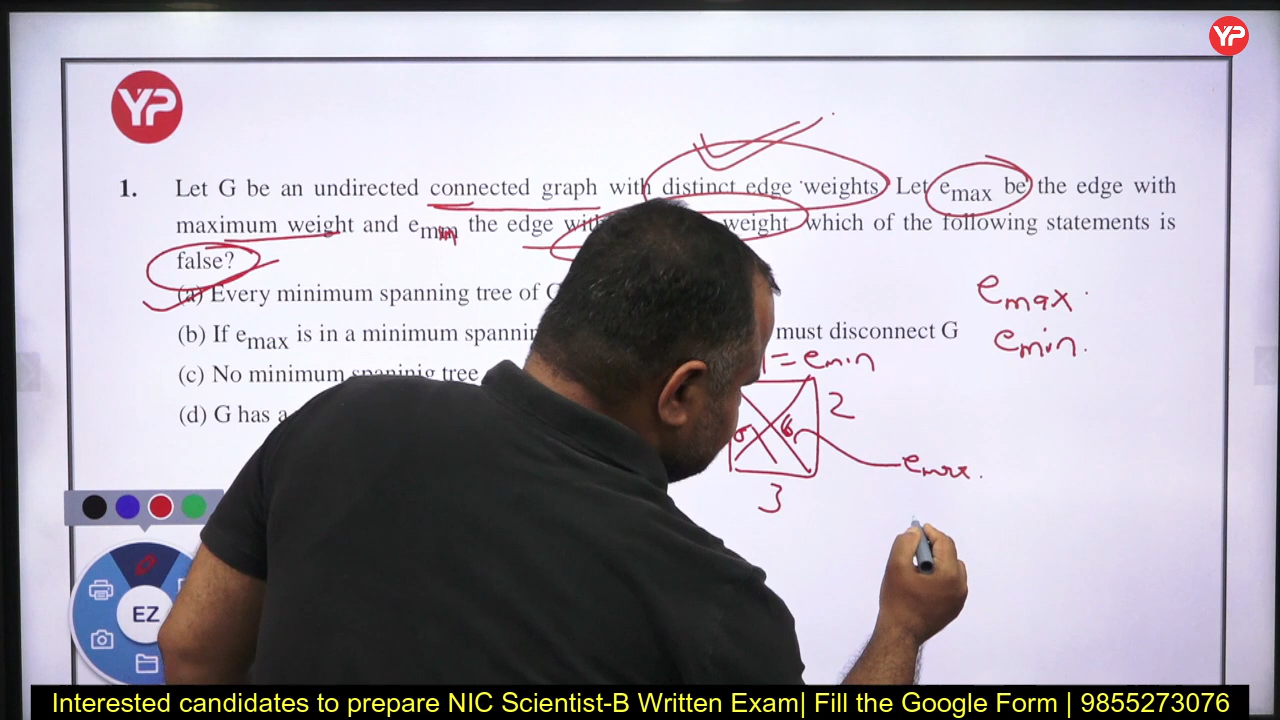 YP
YP
1. Let G be an undirected connected graph with distinct edge weights Let emax be the edge with
maximum weight and emin the edge with weight which of the following statements is
false?
(a) Every minimum spanning tree of
(b) If emax is in a minimum must disconnect G
(c) No minimum tree
(d) G has a
emax.
emin.
1 = emin
2
5
6
emax.
3
EZ
Interested candidates to prepare NIC Scientist-B Written Exam| Fill the Google Form | 9855273076